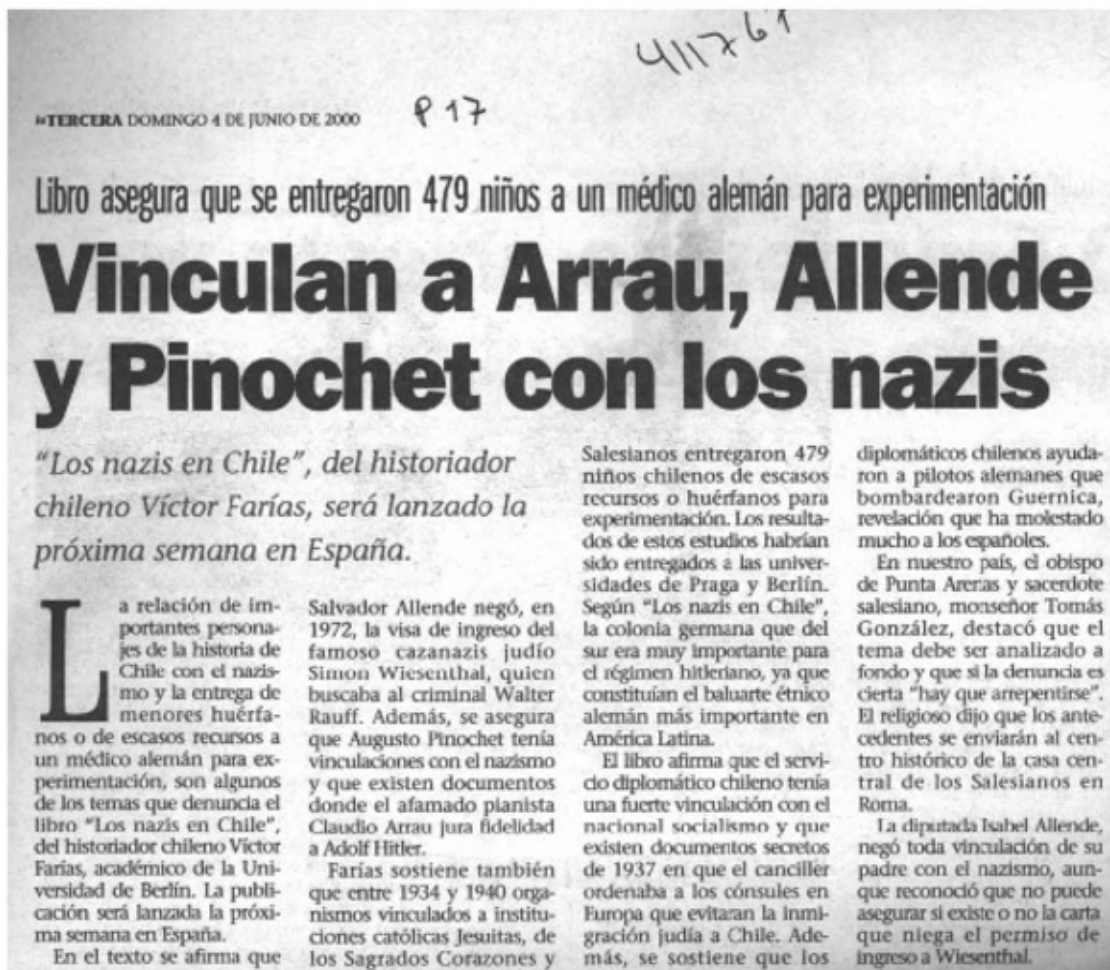 411761
la TERCERA DOMINGO 4 DE JUNIO DE 2000
P 17
Libro asegura que se entregaron 479 niños a un médico alemán para experimentación
Vinculan a Arrau, Allende
y Pinochet con los nazis
“Los nazis en Chile”, del historiador
chileno Víctor Farías, será lanzado la
próxima semana en España.
La relación de im-
portantes persona-
jes de la historia de
Chile con el nazis-
mo y la entrega de
menores huérfa-
nos o de escasos recursos a
un médico alemán para ex-
perimentación, son algunos
de los temas que denuncia el
libro “Los nazis en Chile”,
del historiador chileno Víctor
Farías, académico de la Uni-
versidad de Berlín. La publi-
cación será lanzada la próxi-
ma semana en España.
En el texto se afirma que
Salvador Allende negó, en
1972, la visa de ingreso del
famoso cazanazis judío
Simon Wiesenthal, quien
buscaba al criminal Walter
Rauff. Además, se asegura
que Augusto Pinochet tenía
vinculaciones con el nazismo
y que existen documentos
donde el afamado pianista
Claudio Arrau jura fidelidad
a Adolf Hitler.
Farías sostiene también
que entre 1934 y 1940 orga-
nismos vinculados a institu-
ciones católicas Jesuitas, de
los Sagrados Corazones y
Salesianos entregaron 479
niños chilenos de escasos
recursos o huérfanos para
experimentación. Los resulta-
dos de estos estudios habrían
sido entregados a las univer-
sidades de Praga y Berlín.
Según “Los nazis en Chile”,
la colonia germana que del
sur era muy importante para
el régimen hitleriano, ya que
constituían el baluarte étnico
alemán más importante en
América Latina.
El libro afirma que el servi-
cio diplomático chileno tenía
una fuerte vinculación con el
nacional socialismo y que
existen documentos secretos
de 1937 en que el canciller
ordenaba a los cónsules en
Europa que evitaran la inmi-
gración judía a Chile. Ade-
más, se sostiene que los
diplomáticos chilenos ayuda-
ron a pilotos alemanes que
bombardearon Guernica,
revelación que ha molestado
mucho a los españoles.
En nuestro país, el obispo
de Punta Arenas y sacerdote
salesiano, monseñor Tomás
González, destacó que el
tema debe ser analizado a
fondo y que si la denuncia es
cierta “hay que arrepentirse”.
El religioso dijo que los ante-
cedentes se enviarán al cen-
tro histórico de la casa cen-
tral de los Salesianos en
Roma.
La diputada Isabel Allende,
negó toda vinculación de su
padre con el nazismo, aun-
que reconoció que no puede
asegurar si existe o no la carta
que niega el permiso de
ingreso a Wiesenthal.